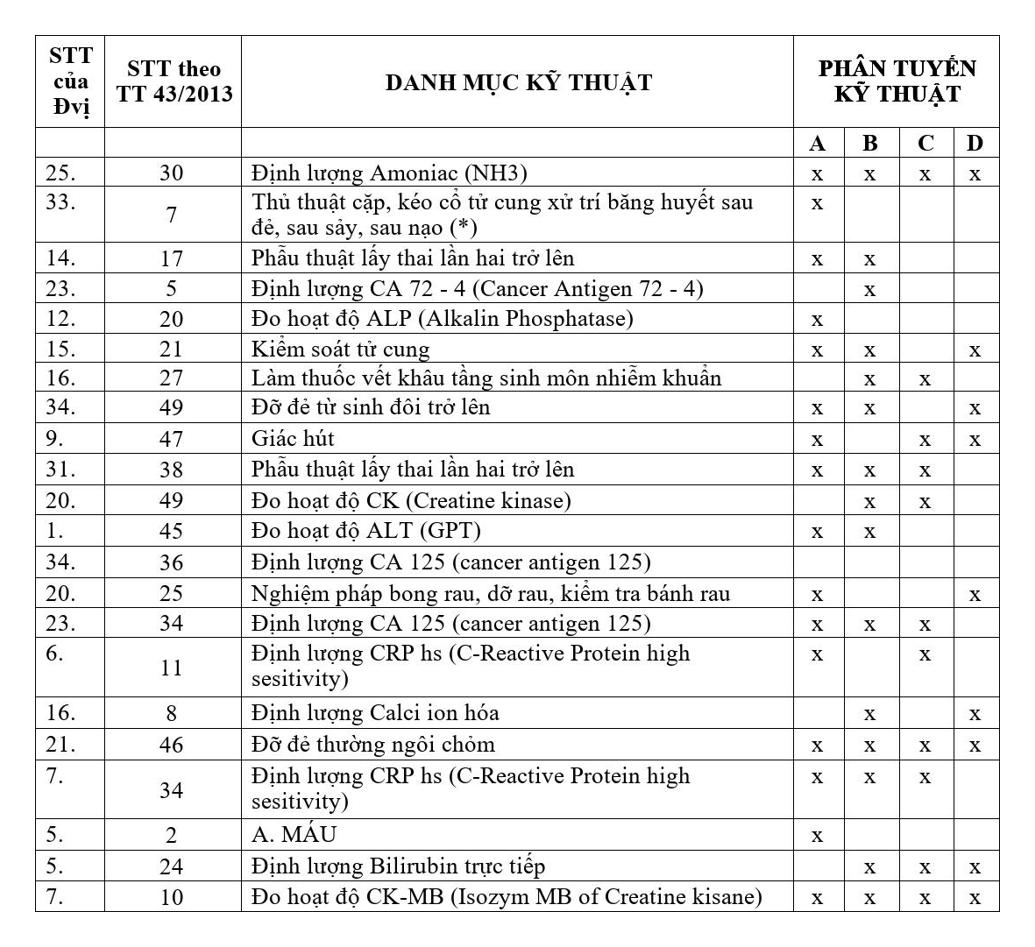 STT của Đvị STT theo TT 43/2013 DANH MỤC KỸ THUẬT PHÂN TUYẾN KỸ THUẬT
A B C D
25. 30 Định lượng Amoniac (NH3) x x x x
33. 7 Thủ thuật cặp, kéo cổ tử cung xử trí băng huyết sau x
đẻ, sau sảy, sau nạo (*)
14. 17 Phẫu thuật lấy thai lần hai trở lên x x
23. 5 Định lượng CA 72 - 4 (Cancer Antigen 72 - 4) x
12. 20 Đo hoạt độ ALP (Alkalin Phosphatase) x
15. 21 Kiểm soát tử cung x x x
16. 27 Làm thuốc vết khâu tầng sinh môn nhiễm khuẩn x x
34. 49 Đỡ đẻ từ sinh đôi trở lên x x x
9. 47 Giác hút x x x
31. 38 Phẫu thuật lấy thai lần hai trở lên x x x
20. 49 Đo hoạt độ CK (Creatine kinase) x x
1. 45 Đo hoạt độ ALT (GPT) x x
34. 36 Định lượng CA 125 (cancer antigen 125)
20. 25 Nghiệm pháp bong rau, dỡ rau, kiểm tra bánh rau x x
23. 34 Định lượng CA 125 (cancer antigen 125) x x x
6. 11 Định lượng CRP hs (C-Reactive Protein high x x
sesitivity)
16. 8 Định lượng Calci ion hóa x x
21. 46 Đỡ đẻ thường ngôi chỏm x x x x
7. 34 Định lượng CRP hs (C-Reactive Protein high x x x
sesitivity)
5. 2 A. MÁU x
5. 24 Định lượng Bilirubin trực tiếp x x x
7. 10 Đo hoạt độ CK-MB (Isozym MB of Creatine kisane) x x x x